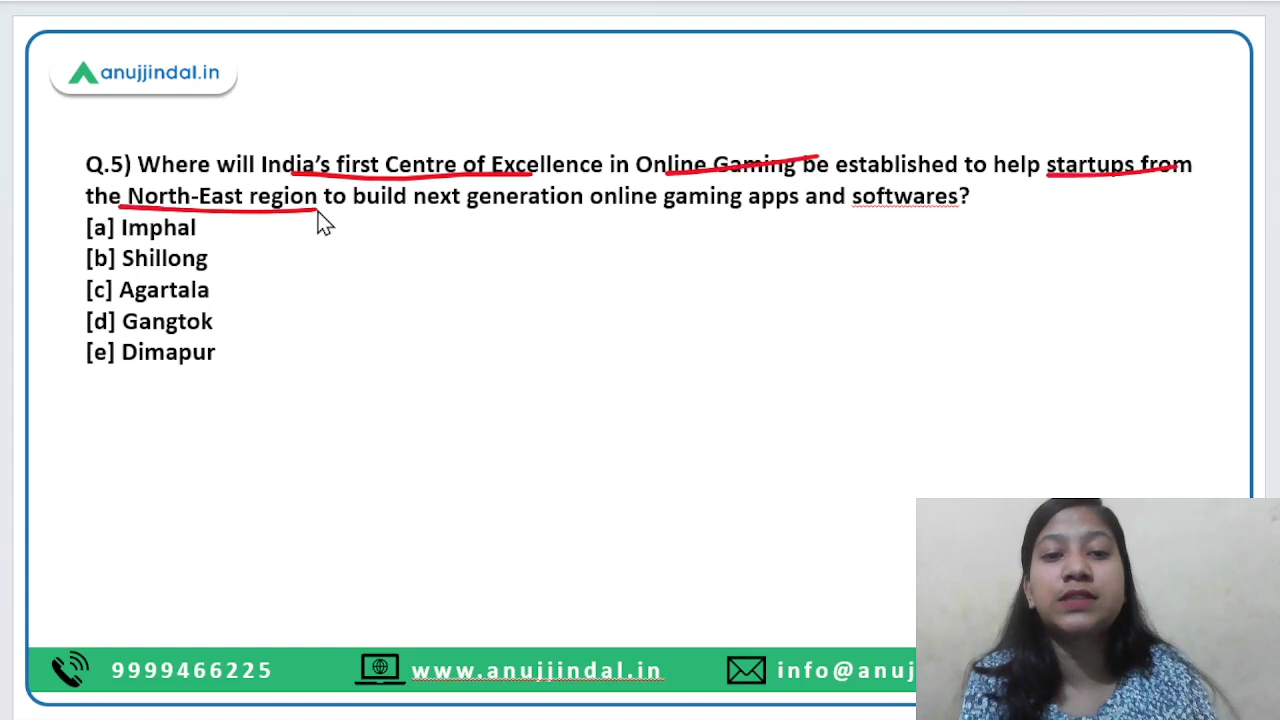 anujjindal.in
Q.5) Where will India's first Centre of Excellence in Online Gaming be established to help startups from
the North-East region to build next generation online gaming apps and softwares?
[a] Imphal
[b] Shillong
[c] Agartala
[d] Gangtok
[e] Dimapur
9999466225 www.anujjindal.in info@anuj